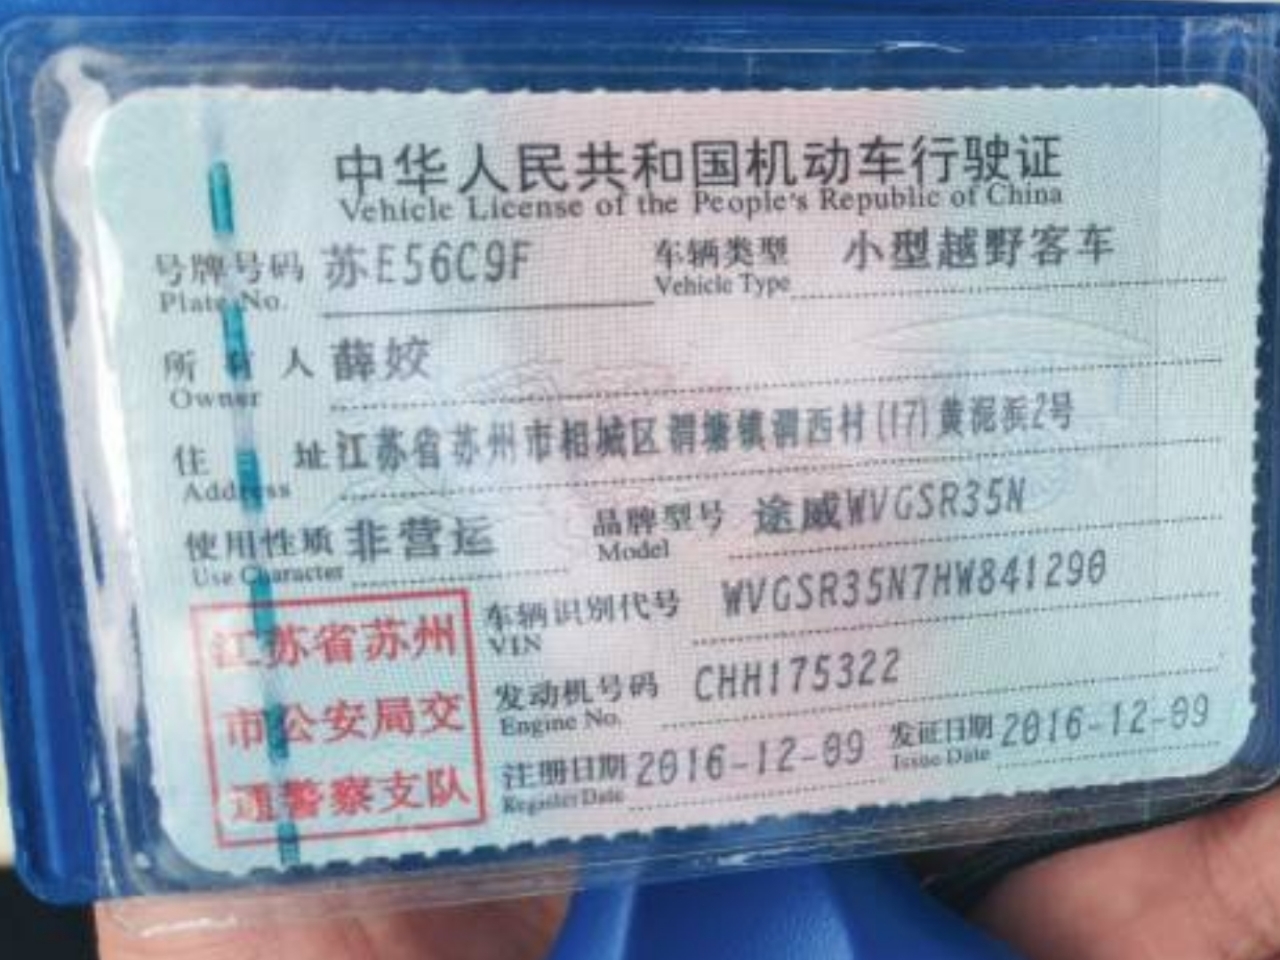 中华人民共和国机动车行驶证
Vehicle License of the People's Republic of China
号牌号码 苏E56C9F 车辆类型 小型越野客车
Plate No. Vehicle Type
所有人 薛姣
Owner
住址 江苏省苏州市相城区渭塘镇渭西村(17)黄泥浜2号
Address
使用性质 非营运 品牌型号 途威WVGSR35N
Use Character Model
车辆识别代号 WVGSR35N7HW841290
VIN
发动机号码 CHH175322
Engine No.
注册日期 2016-12-09 发证日期 2016-12-09
Register Date Issue Date
江苏省苏州
市公安局交
通警察支队